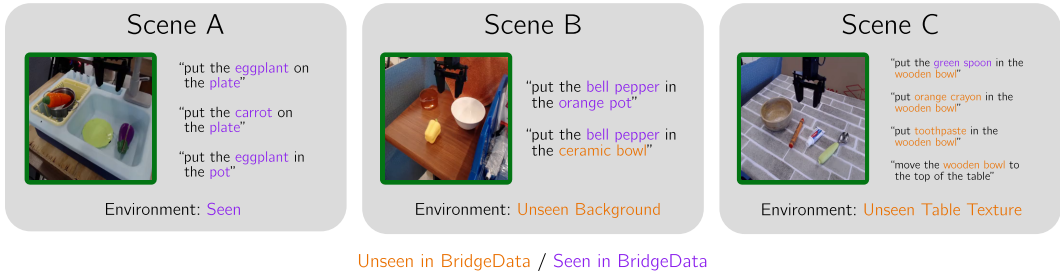 Scene A
“put the eggplant on
the plate”
“put the carrot on
the plate”
“put the eggplant in
the pot”
Environment: Seen
Scene B
“put the bell pepper in
the orange pot”
“put the bell pepper in
the ceramic bowl”
Environment: Unseen Background
Scene C
“put the green spoon in the
wooden bowl”
“put orange crayon in the
wooden bowl”
“put toothpaste in the
wooden bowl”
“move the wooden bowl to
the top of the table”
Environment: Unseen Table Texture
Unseen in BridgeData / Seen in BridgeData